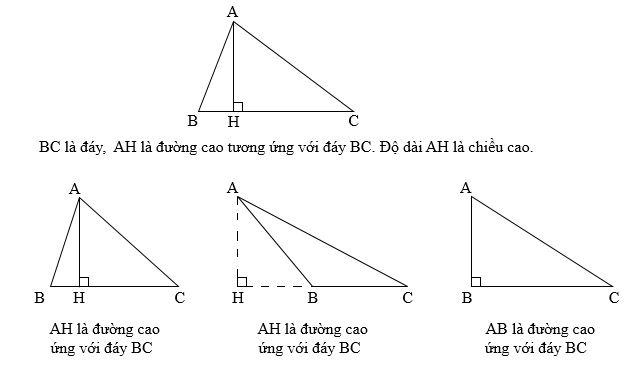 A
B H C
BC là đáy, AH là đường cao tương ứng với đáy BC. Độ dài AH là chiều cao.
A
B H C
AH là đường cao
ứng với đáy BC
A
H B C
AH là đường cao
ứng với đáy BC
A
B C
AB là đường cao
ứng với đáy BC